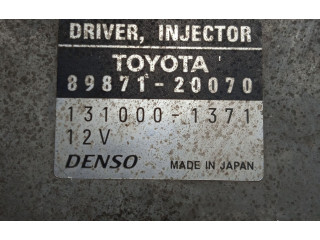 DRIVER, INJECTOR
TOYOTA
89871-20070
131000-1371
12V
DENSO MADE IN JAPAN